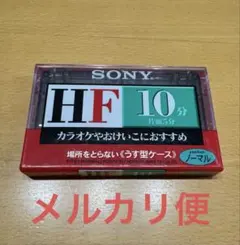 SONY
HF
10分
片面5分
カラオケやおけいこにおすすめ
場所をとらない《うす型ケース》
ノーマル
メルカリ便